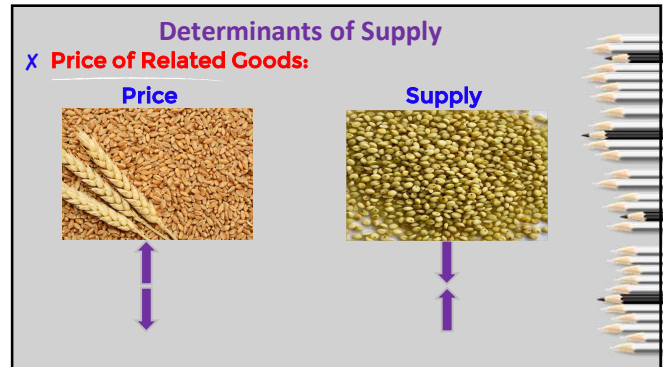 Determinants of Supply
✗ Price of Related Goods:
Price
Supply